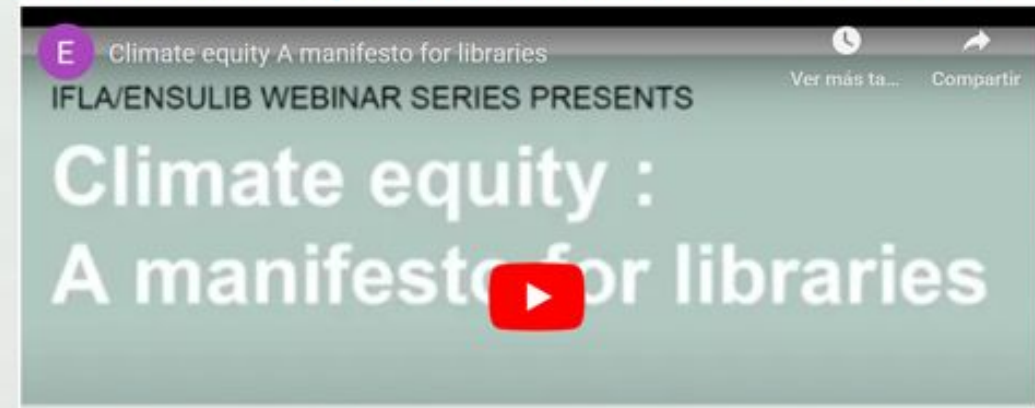 E
Climate equity A manifesto for libraries
Ver más ta...
Compartir
IFLA/ENSULIB WEBINAR SERIES PRESENTS
Climate equity :
A manifesto for libraries